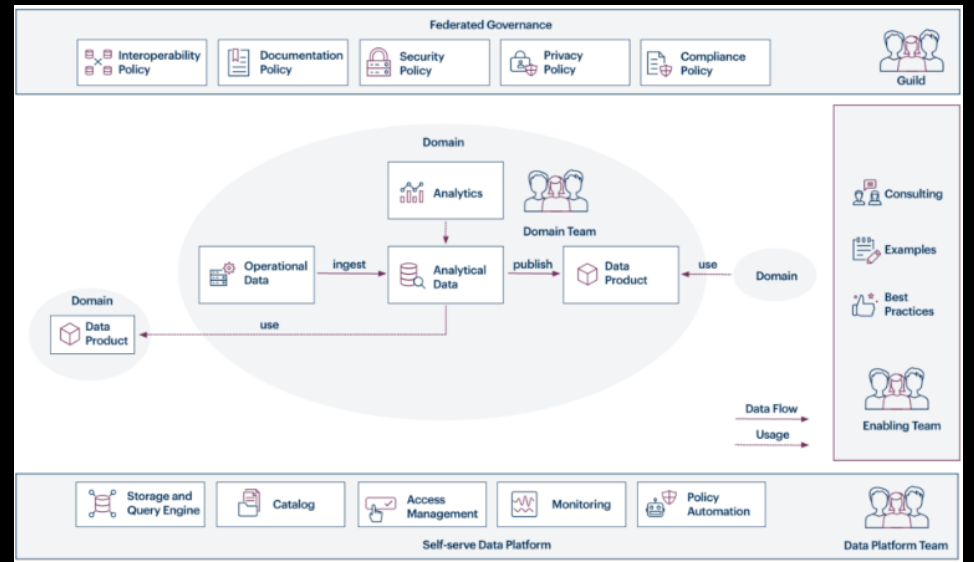 Federated Governance
Interoperability
Policy
Documentation
Policy
Security
Policy
Privacy
Policy
Compliance
Policy
Guild
Domain
Analytics
Domain Team
Operational
Data
ingest
Analytical
Data
publish
Data
Product
use
Domain
Domain
Data
Product
use
Consulting
Examples
Best
Practices
Enabling Team
Data Flow
Usage
Storage and
Query Engine
Catalog
Access
Management
Monitoring
Policy
Automation
Self-serve Data Platform
Data Platform Team